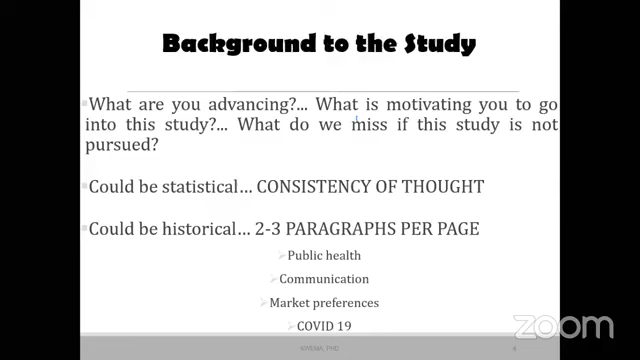 Background to the Study
What are you advancing?... What is motivating you to go
into this study?... What do we miss if this study is not
pursued?
Could be statistical... CONSISTENCY OF THOUGHT
Could be historical... 2-3 PARAGRAPHS PER PAGE
Public health
Communication
Market preferences
COVID 19
4
zoom